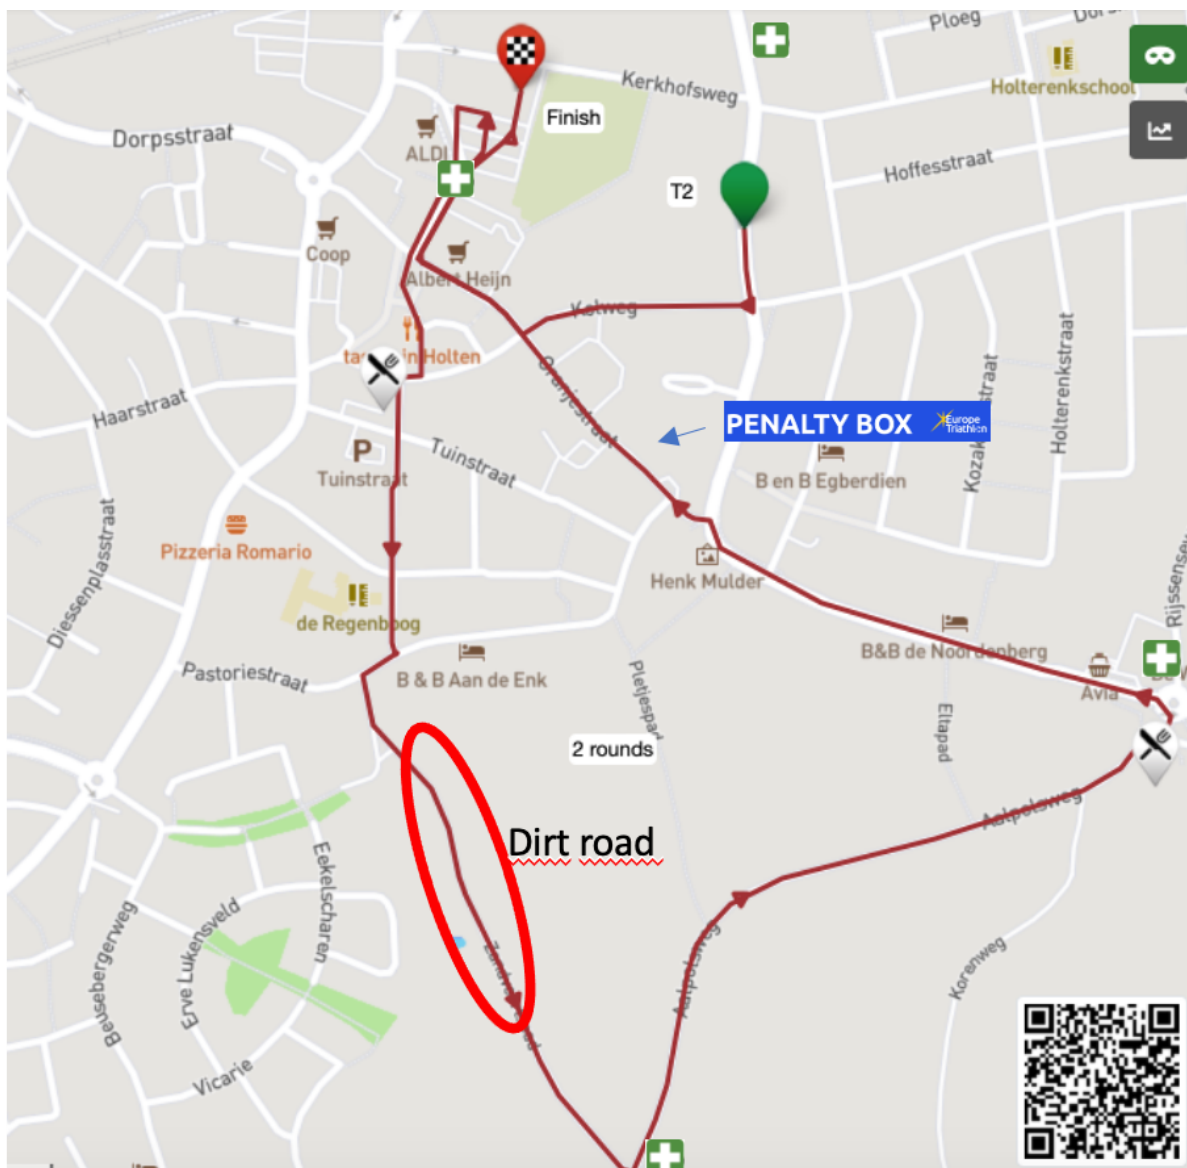 Ploeg
Kerkhofsweg
Holterenkschool
Finish
Dorpsstraat
ALDI
Hoffesstraat
T2
Coop
Albert Heijn
Kolweg
in Holten
Haarstraat
Oranjestraat
Holterenkstraat
PENALTY BOX
Europe
Triathlon
Tuinstraat
P
Tuinstraat
B en B Egberdien
Pizzeria Romario
Diessenplasstraat
Henk Mulder
de Regenboog
Pastoriestraat
B & B Aan de Enk
B&B de Noordenberg
Avia
Pletjespad
Eltapad
2 rounds
Aalpolsweg
Dirt road
Eekelscharen
Erve Lukensveld
Beusebergerweg
Aalpolsweg
Korenweg
Vicarie